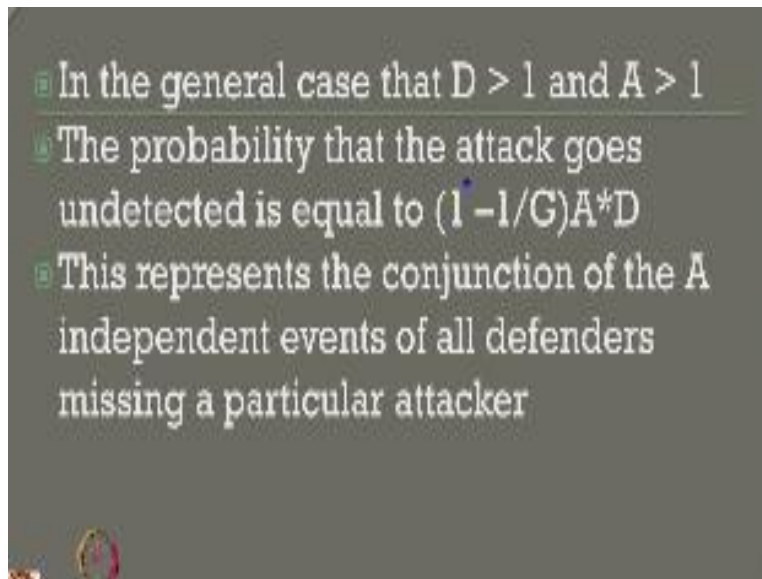 In the general case that D > 1 and A > 1
The probability that the attack goes
undetected is equal to (1 –1/G)A*D
This represents the conjunction of the A
independent events of all defenders
missing a particular attacker